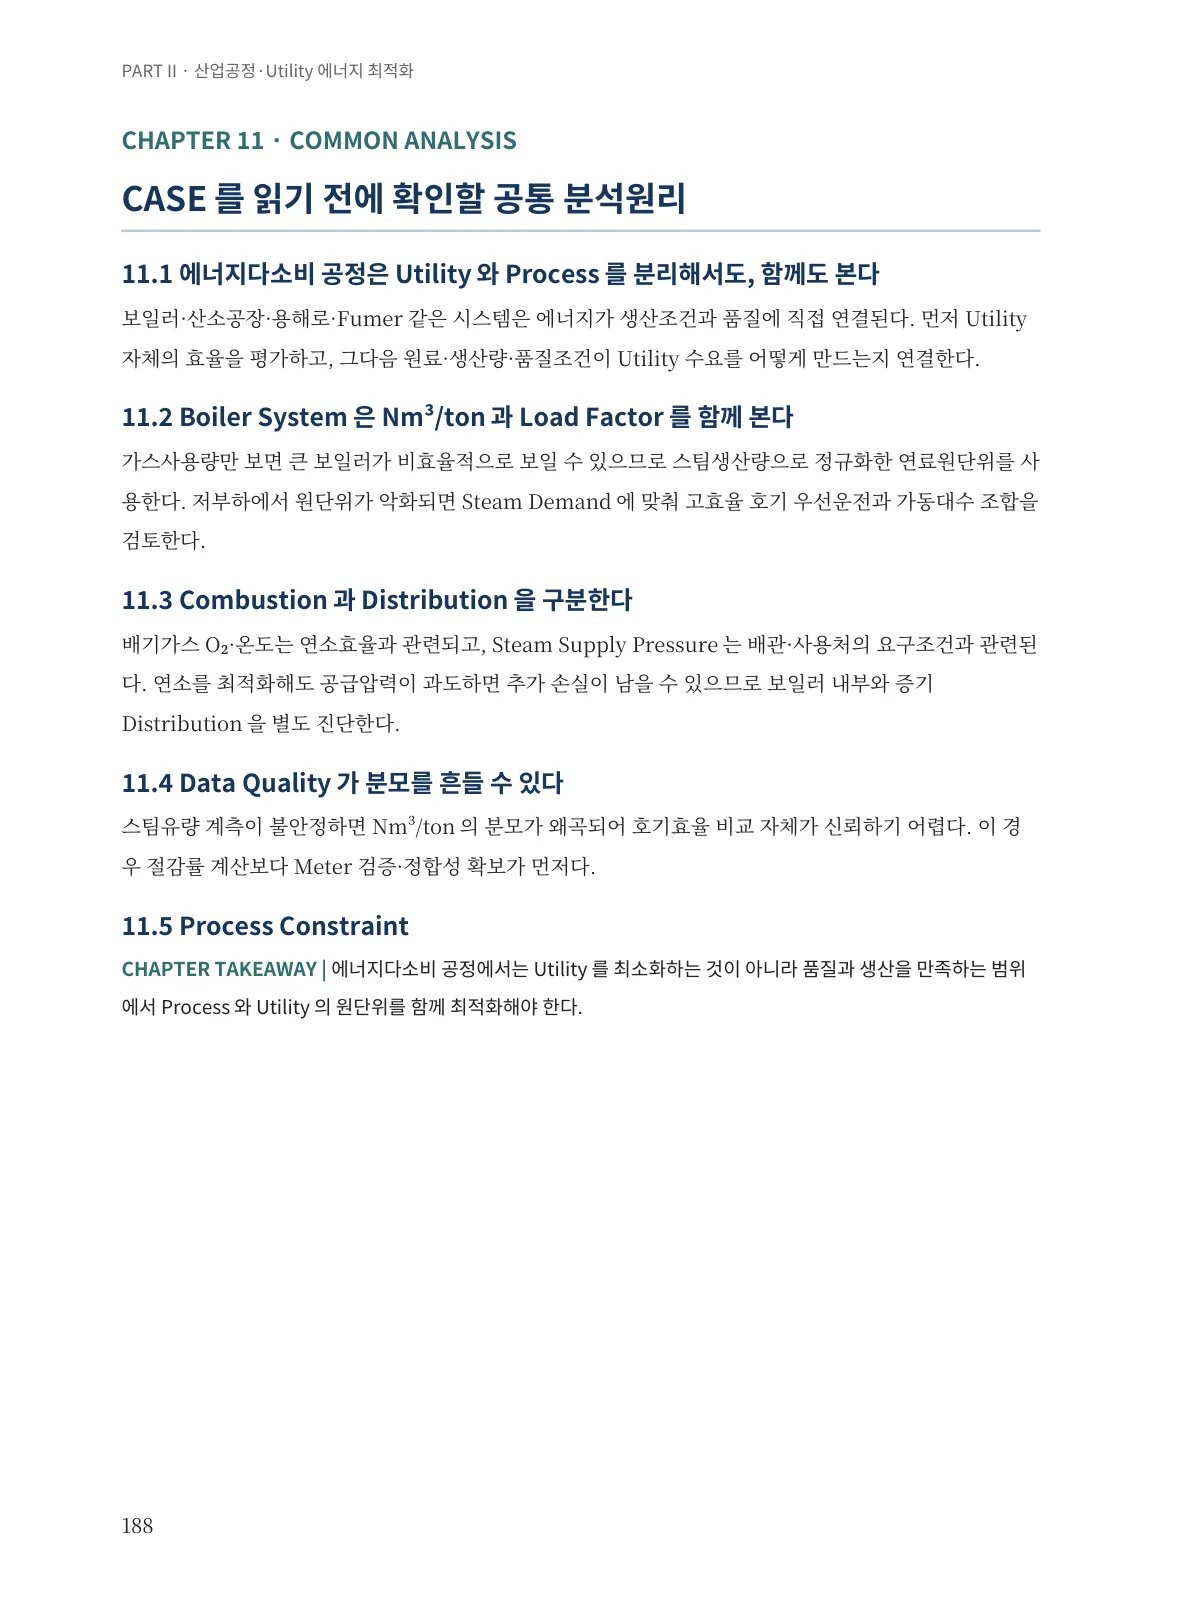 PART II · 산업공정·Utility 에너지 최적화
CHAPTER 11 · COMMON ANALYSIS
CASE 를 읽기 전에 확인할 공통 분석원리
11.1 에너지다소비 공정은 Utility 와 Process 를 분리해서도, 함께도 본다
보일러·산소공장·용해로·Fumer 같은 시스템은 에너지가 생산조건과 품질에 직접 연결된다. 먼저 Utility
자체의 효율을 평가하고, 그다음 원료·생산량·품질조건이 Utility 수요를 어떻게 만드는지 연결한다.
11.2 Boiler System 은 Nm³/ton 과 Load Factor 를 함께 본다
가스사용량만 보면 큰 보일러가 비효율적으로 보일 수 있으므로 스팀생산량으로 정규화한 연료원단위를 사
용한다. 저부하에서 원단위가 악화되면 Steam Demand 에 맞춰 고효율 호기 우선운전과 가동대수 조합을
검토한다.
11.3 Combustion 과 Distribution 을 구분한다
배기가스 O₂·온도는 연소효율과 관련되고, Steam Supply Pressure 는 배관·사용처의 요구조건과 관련된
다. 연소를 최적화해도 공급압력이 과도하면 추가 손실이 남을 수 있으므로 보일러 내부와 증기
Distribution 을 별도 진단한다.
11.4 Data Quality 가 분모를 흔들 수 있다
스팀유량 계측이 불안정하면 Nm³/ton 의 분모가 왜곡되어 호기효율 비교 자체가 신뢰하기 어렵다. 이 경
우 절감률 계산보다 Meter 검증·정합성 확보가 먼저다.
11.5 Process Constraint
CHAPTER TAKEAWAY | 에너지다소비 공정에서는 Utility 를 최소화하는 것이 아니라 품질과 생산을 만족하는 범위
에서 Process 와 Utility 의 원단위를 함께 최적화해야 한다.
188